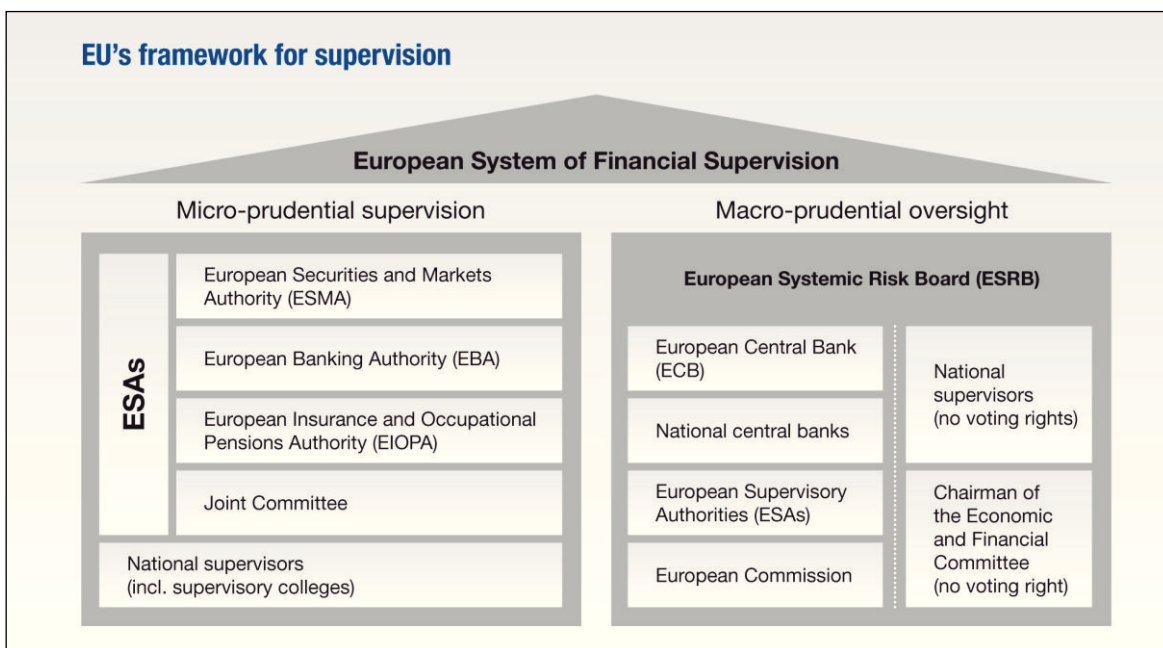 EU's framework for supervision
European System of Financial Supervision
Micro-prudential supervision
ESAs
European Securities and Markets
Authority (ESMA)
European Banking Authority (EBA)
European Insurance and Occupational
Pensions Authority (EIOPA)
Joint Committee
National supervisors
(incl. supervisory colleges)
Macro-prudential oversight
European Systemic Risk Board (ESRB)
European Central Bank
(ECB)
National central banks
European Supervisory
Authorities (ESAs)
European Commission
National
supervisors
(no voting rights)
Chairman of
the Economic
and Financial
Committee
(no voting right)